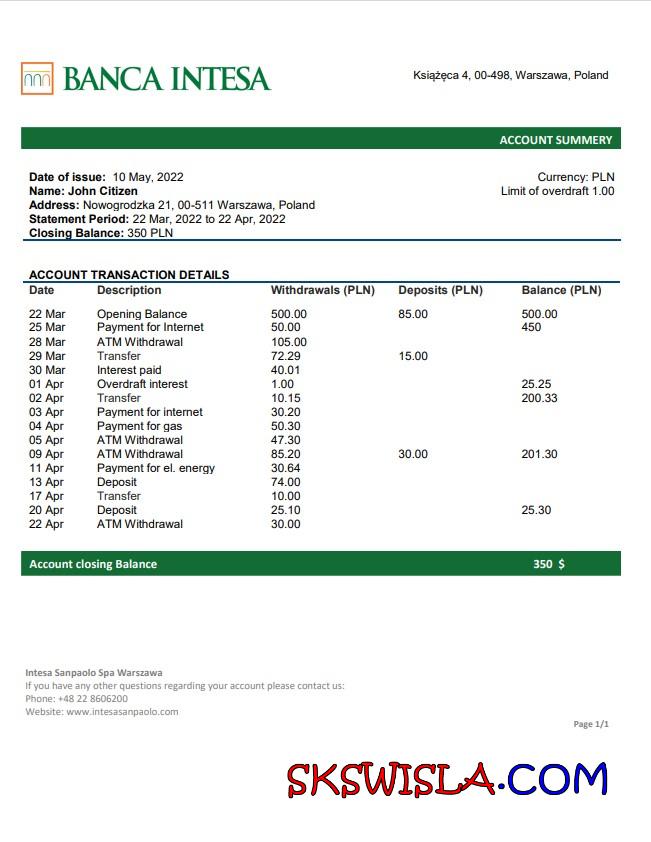 BANCA INTESA
Książęca 4, 00-498, Warszawa, Poland
ACCOUNT SUMMERY
Date of issue: 10 May, 2022 Currency: PLN
Name: John Citizen Limit of overdraft 1.00
Address: Nowogrodzka 21, 00-511 Warszawa, Poland
Statement Period: 22 Mar, 2022 to 22 Apr, 2022
Closing Balance: 350 PLN
ACCOUNT TRANSACTION DETAILS
Date Description Withdrawals (PLN) Deposits (PLN) Balance (PLN)
22 Mar Opening Balance 500.00 85.00 500.00
25 Mar Payment for Internet 50.00 450
28 Mar ATM Withdrawal 105.00
29 Mar Transfer 72.29 15.00
30 Mar Interest paid 40.01
01 Apr Overdraft interest 1.00 25.25
02 Apr Transfer 10.15 200.33
03 Apr Payment for internet 30.20
04 Apr Payment for gas 50.30
05 Apr ATM Withdrawal 47.30
09 Apr ATM Withdrawal 85.20 30.00 201.30
11 Apr Payment for el. energy 30.64
13 Apr Deposit 74.00
17 Apr Transfer 10.00
20 Apr Deposit 25.10 25.30
22 Apr ATM Withdrawal 30.00
Account closing Balance 350 $
Intesa Sanpaolo Spa Warszawa
If you have any other questions regarding your account please contact us:
Phone: +48 22 8606200
Website: www.intesasanpaolo.com
Page 1/1
SKSWISLA.COM